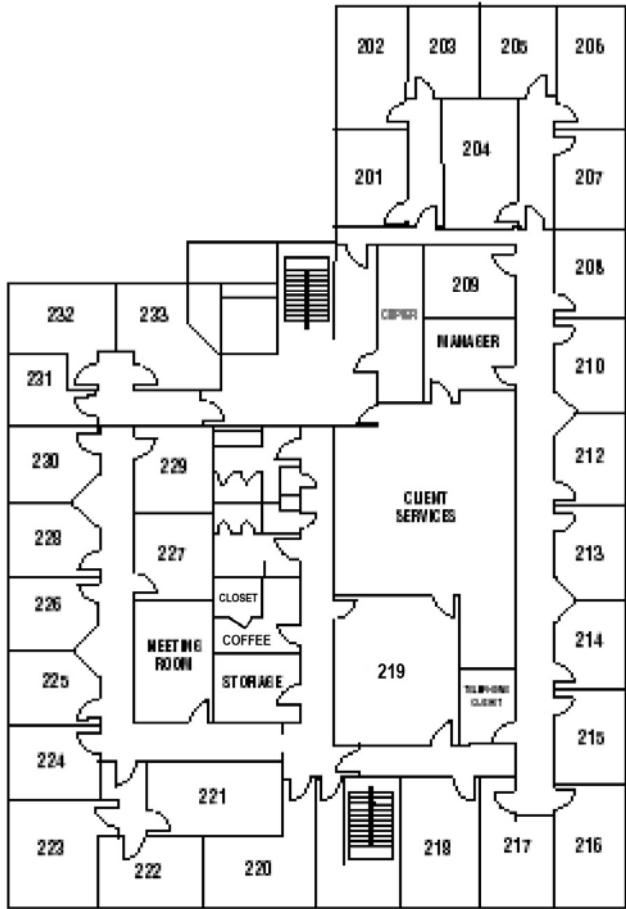 202 203 205 206
204
201 207
208
209
COPIER
232 233
MANAGER
210
231
230 229 212
CLIENT
SERVICES
228 227 213
226
CLOSET
COFFEE
MEETING
ROOM
214
225 STORAGE 219
TELEPHONE
CLOSET
215
224
221
223 222 220 218 217 216